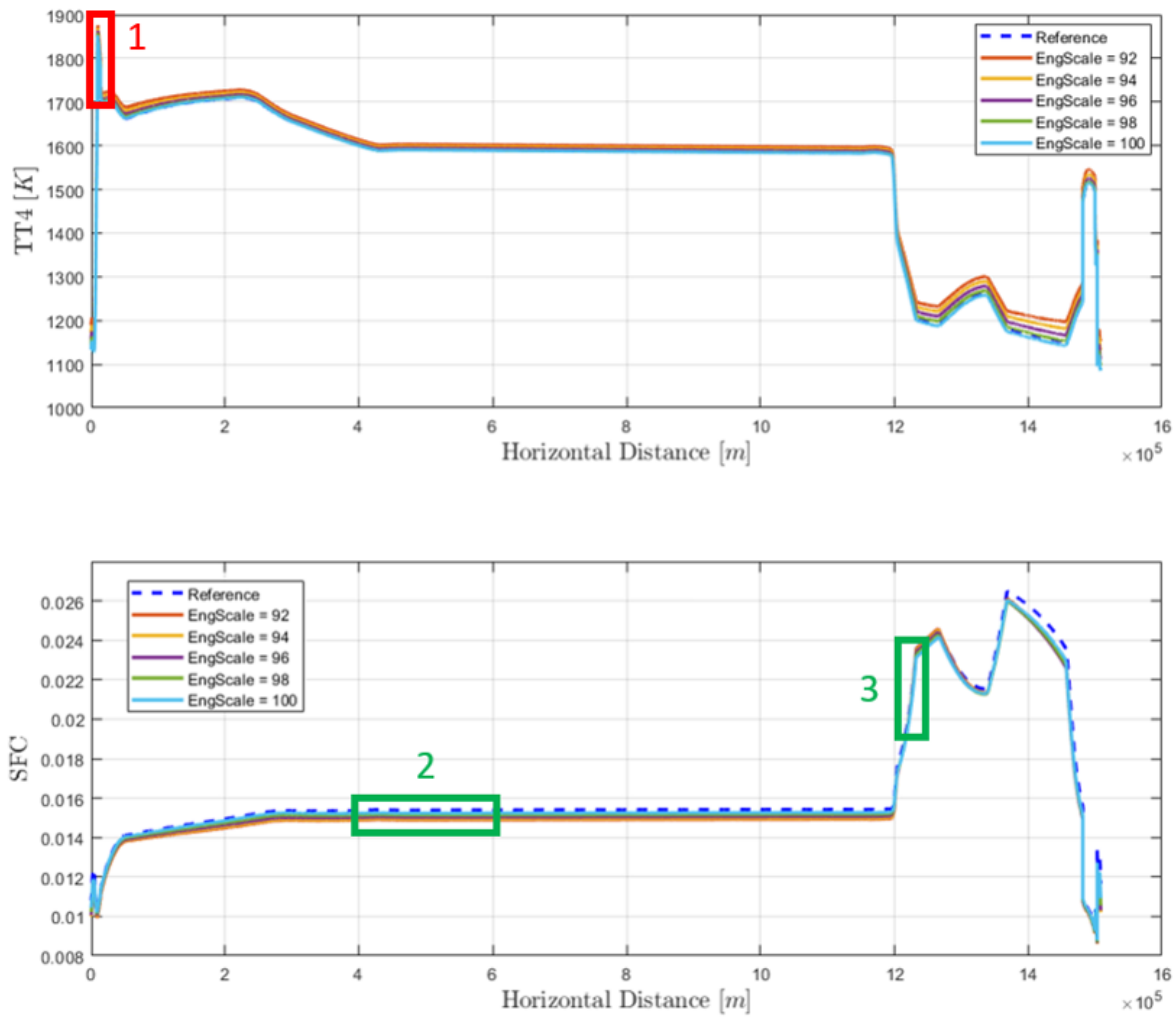 1900
1800
1700
1600
1500
1400
1300
1200
1100
1000
TT4 [K]
1
Reference
EngScale = 92
EngScale = 94
EngScale = 96
EngScale = 98
EngScale = 100
0 2 4 6 8 10 12 14 16
Horizontal Distance [m]
×10⁵
0.026
0.024
0.022
0.02
0.018
0.016
0.014
0.012
0.01
0.008
SFC
Reference
EngScale = 92
EngScale = 94
EngScale = 96
EngScale = 98
EngScale = 100
2
3
0 2 4 6 8 10 12 14 16
Horizontal Distance [m]
×10⁵